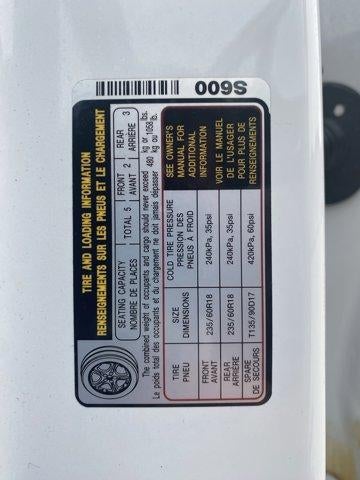 S600
TIRE AND LOADING INFORMATION
RENSEIGNEMENTS SUR LES PNEUS ET LE CHARGEMENT
SEATING CAPACITY
NOMBRE DE PLACES
TOTAL 5
FRONT
AVANT 2
REAR
ARRIÈRE 3
The combined weight of occupants and cargo should never exceed 480 kg or 1058 lbs.
Le poids total des occupants et du chargement ne doit jamais dépasser 480 kg ou 1058 lb.
TIRE
PNEU
SIZE
DIMENSIONS
COLD TIRE PRESSURE
PRESSION DES
PNEUS À FROID
FRONT
AVANT
235/60R18
240kPa, 35psi
REAR
ARRIÈRE
235/60R18
240kPa, 35psi
SPARE
DE SECOURS
T135/90D17
420kPa, 60psi
SEE OWNER'S
MANUAL FOR
ADDITIONAL
INFORMATION
VOIR LE MANUEL
DE L'USAGER
POUR PLUS DE
RENSEIGNEMENTS